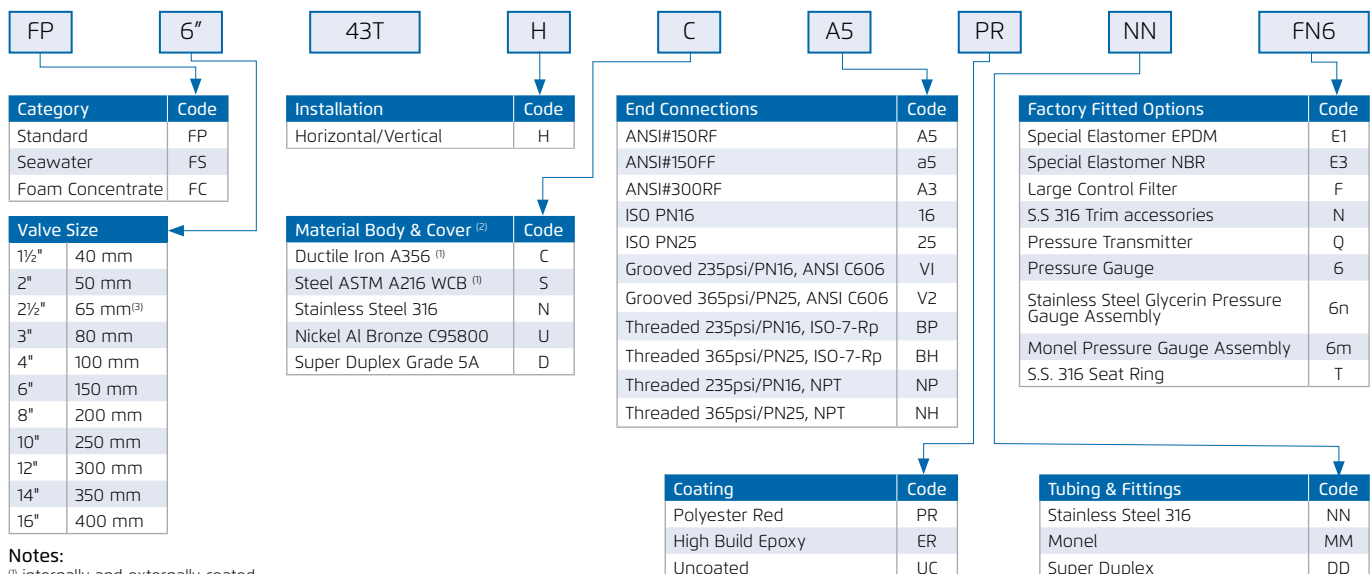 FP 6″ 43T H C A5 PR NN FN6
Category Code
Standard FP
Seawater FS
Foam Concentrate FC
Valve Size
1½" 40 mm
2" 50 mm
2½" 65 mm(3)
3" 80 mm
4" 100 mm
6" 150 mm
8" 200 mm
10" 250 mm
12" 300 mm
14" 350 mm
16" 400 mm
Notes:
(1) internally and externally coated
Installation Code
Horizontal/Vertical H
Material Body & Cover (2) Code
Ductile Iron A356 (1) C
Steel ASTM A216 WCB (1) S
Stainless Steel 316 N
Nickel Al Bronze C95800 U
Super Duplex Grade 5A D
End Connections Code
ANSI#150RF A5
ANSI#150FF a5
ANSI#300RF A3
ISO PN16 16
ISO PN25 25
Grooved 235psi/PN16, ANSI C606 VI
Grooved 365psi/PN25, ANSI C606 V2
Threaded 235psi/PN16, ISO-7-Rp BP
Threaded 365psi/PN25, ISO-7-Rp BH
Threaded 235psi/PN16, NPT NP
Threaded 365psi/PN25, NPT NH
Coating Code
Polyester Red PR
High Build Epoxy ER
Uncoated UC
Factory Fitted Options Code
Special Elastomer EPDM E1
Special Elastomer NBR E3
Large Control Filter F
S.S 316 Trim accessories N
Pressure Transmitter Q
Pressure Gauge 6
Stainless Steel Glycerin Pressure
Gauge Assembly 6n
Monel Pressure Gauge Assembly 6m
S.S. 316 Seat Ring T
Tubing & Fittings Code
Stainless Steel 316 NN
Monel MM
Super Duplex DD